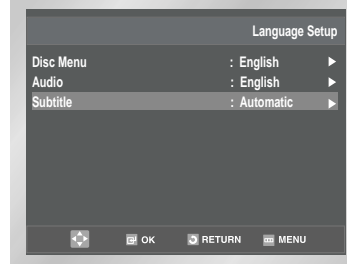 Language Setup
Disc Menu : English ►
Audio : English ►
Subtitle : Automatic ►
OK RETURN MENU